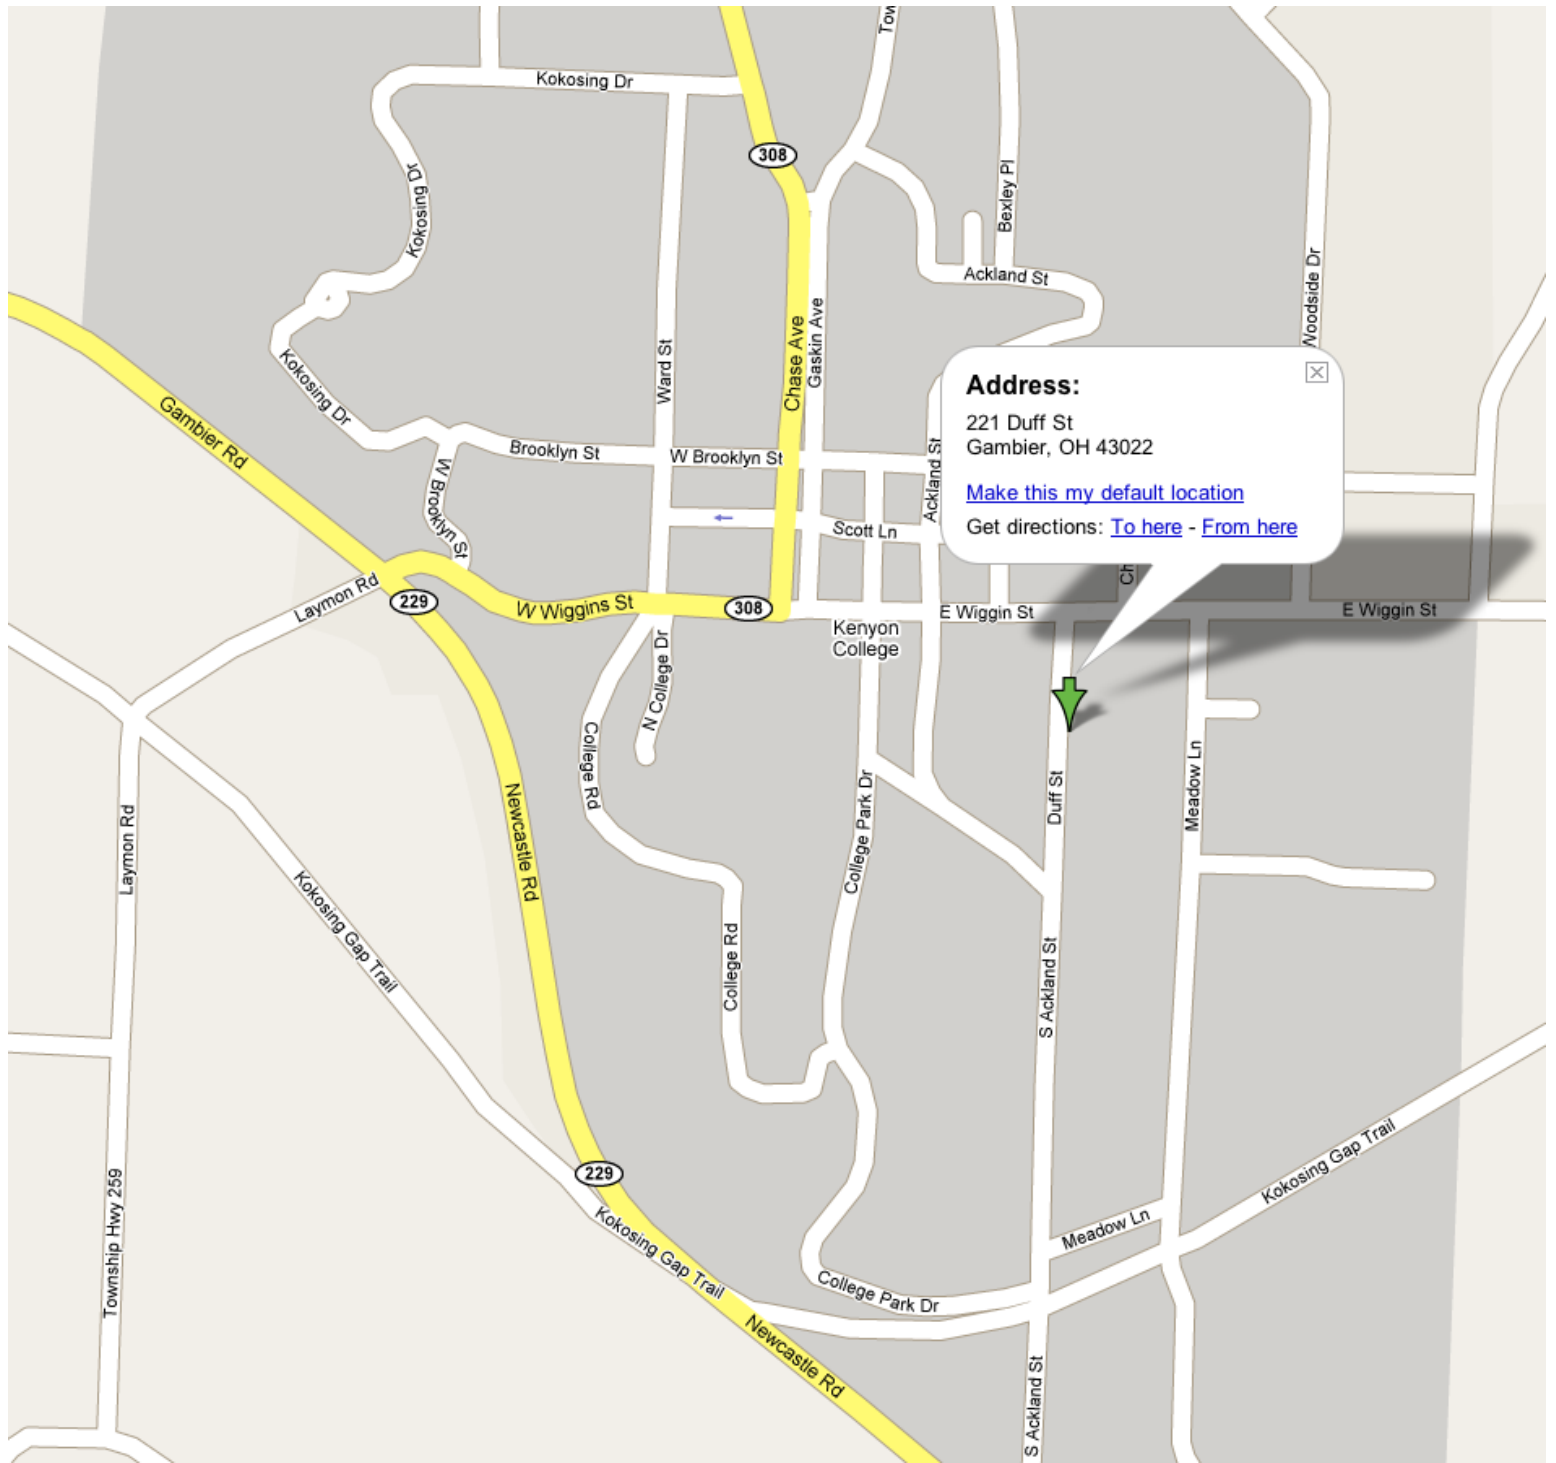 Tow
Kokosing Dr
308
Kokosing Dr
Bexley Pl
Ackland St
Woodside Dr
Gaskin Ave
Chase Ave
Ward St
Kokosing Dr
Gambier Rd
Address:
221 Duff St
Gambier, OH 43022
Make this my default location
Get directions: To here - From here
Brooklyn St
W Brooklyn St
W Brooklyn St
Ackland St
←
Scott Ln
Ch
Laymon Rd
229
W Wiggins St
308
E Wiggin St
E Wiggin St
Kenyon
College
N College Dr
College Rd
Duff St
Meadow Ln
Newcastle Rd
College Park Dr
Laymon Rd
Kokosing Gap Trail
College Rd
S Ackland St
229
Kokosing Gap Trail
Township Hwy 259
Kokosing Gap Trail
Meadow Ln
College Park Dr
Newcastle Rd
S Ackland St